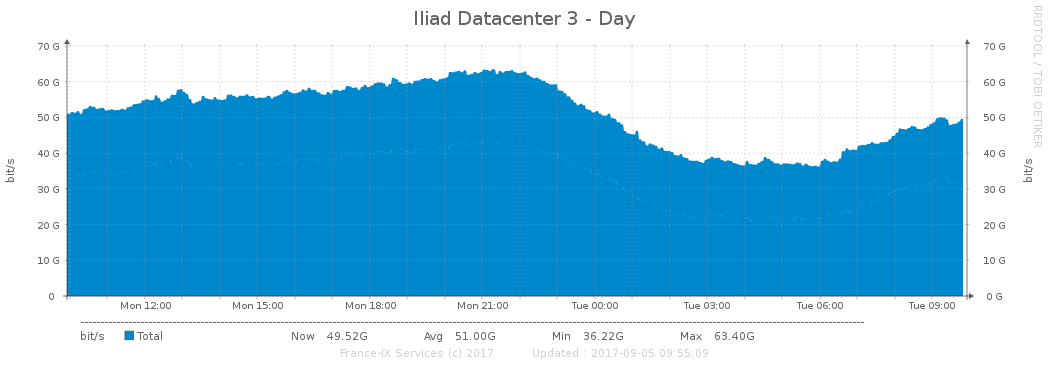 Iliad Datacenter 3 - Day
RRDTOOL / TOBI OETIKER
bit/s
bit/s
70 G 70 G
60 G 60 G
50 G 50 G
40 G 40 G
30 G 30 G
20 G 20 G
10 G 10 G
0 0 G
Mon 12:00 Mon 15:00 Mon 18:00 Mon 21:00 Tue 00:00 Tue 03:00 Tue 06:00 Tue 09:00
bit/s Total Now 49.52G Avg 51.00G Min 36.22G Max 63.40G
France-IX Services (c) 2017 Updated : 2017-09-05 09:55:09